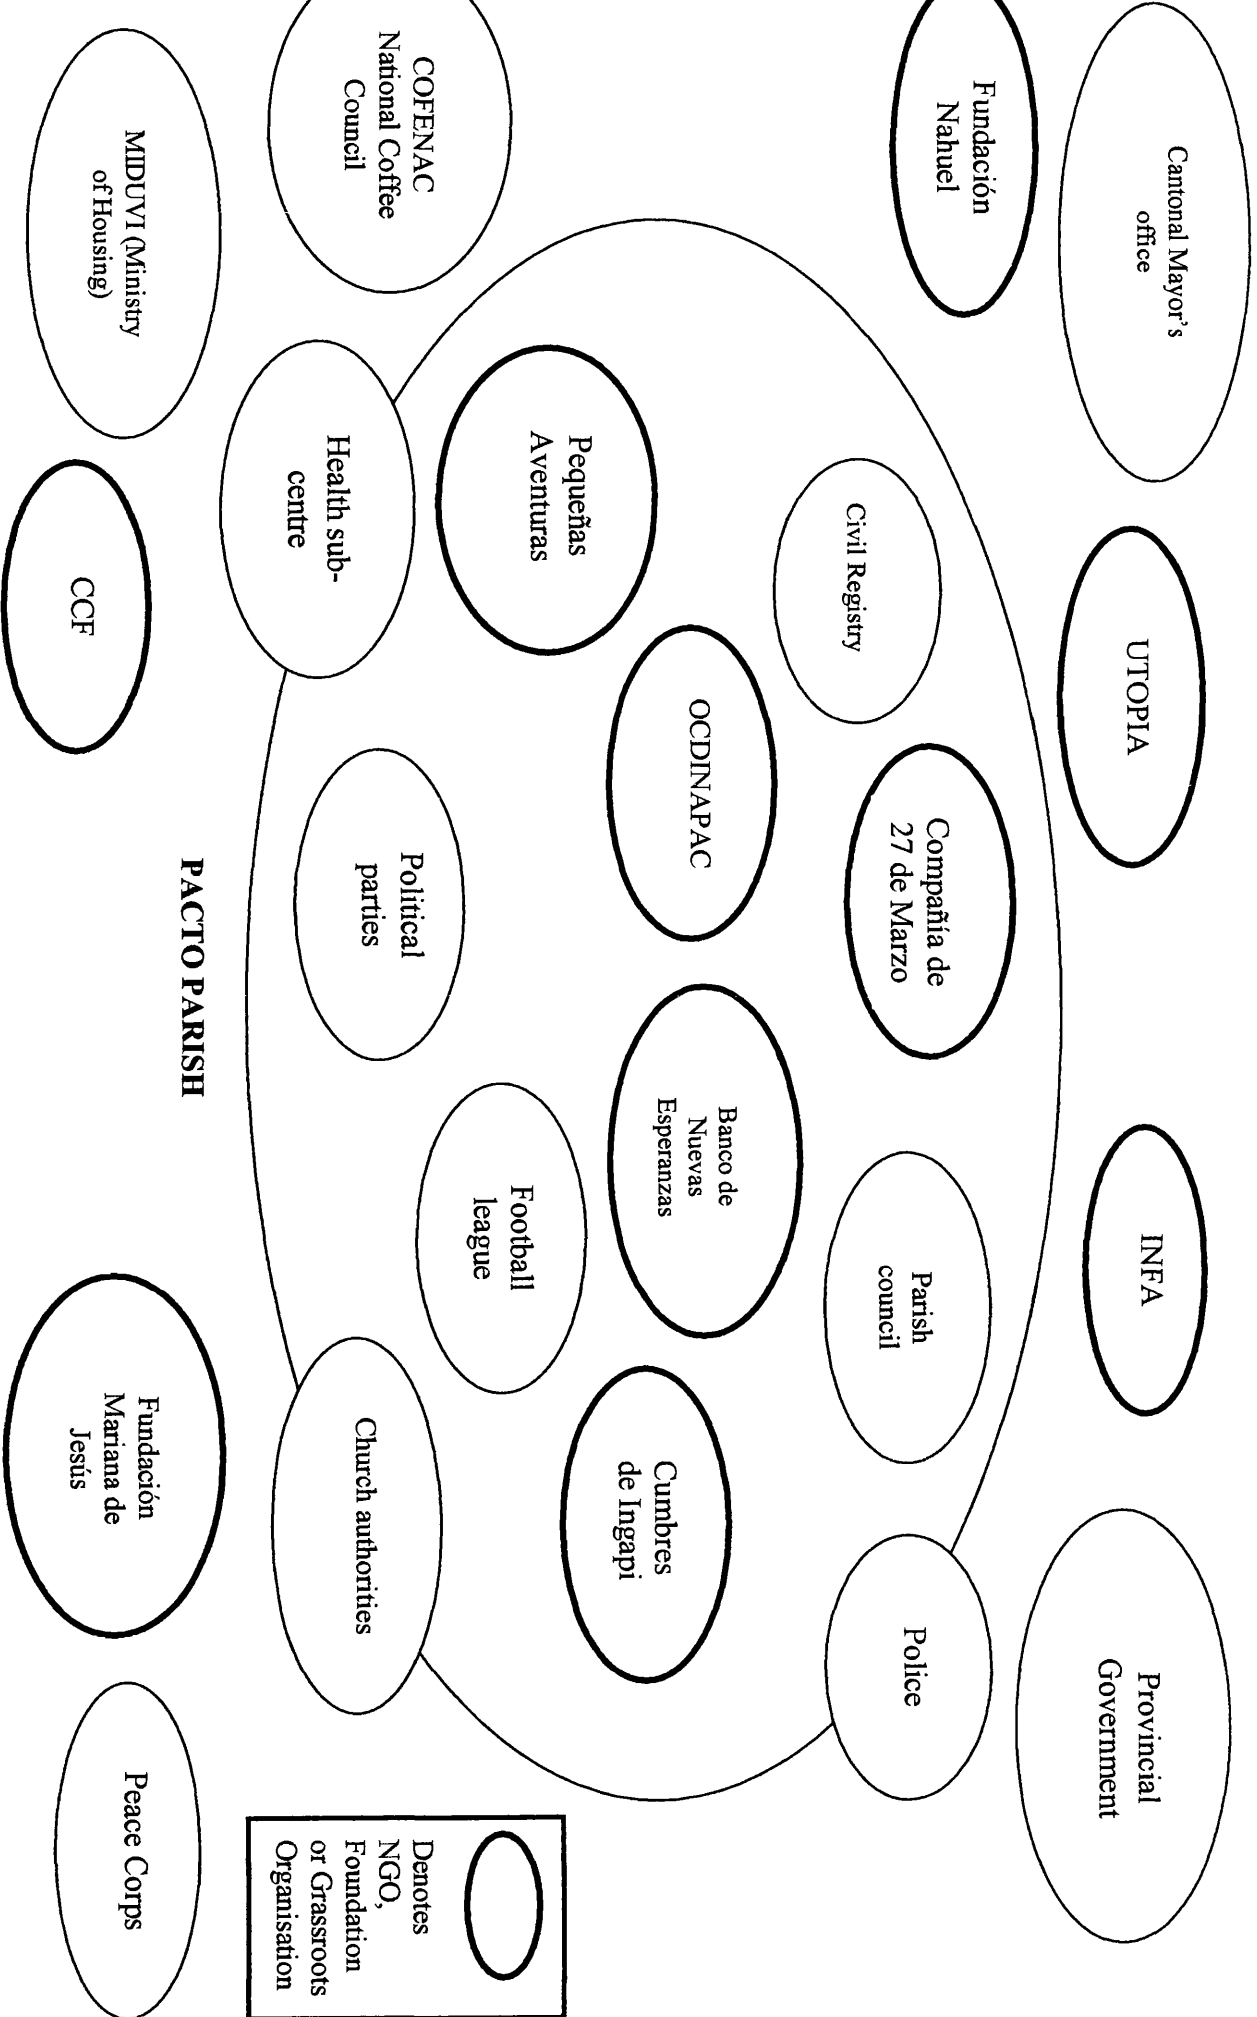 Cantonal Mayor's
office
UTOPIA
INFA
Provincial
Government
Fundación
Nahuel
Civil Registry
Compañía de
27 de Marzo
Parish
council
Police
Pequeñas
Aventuras
OCDINAPAC
Banco de
Nuevas
Esperanzas
Cumbres
de Ingapi
COFENAC
National Coffee
Council
Health sub-
centre
Political
parties
Football
league
Church authorities
MIDUVI (Ministry
of Housing)
CCF
PACTO PARISH
Fundación
Mariana de
Jesús
Peace Corps
Denotes
NGO,
Foundation
or Grassroots
Organisation